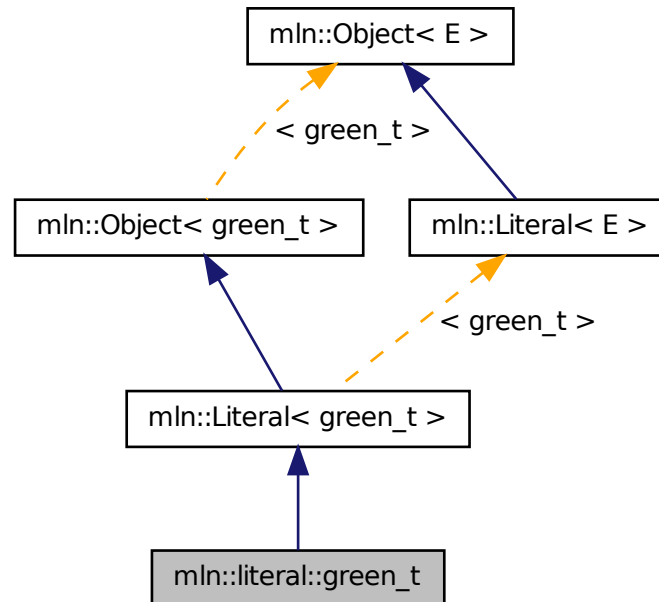 mln::Object< E >
< green_t >
mln::Object< green_t >
mln::Literal< E >
< green_t >
mln::Literal< green_t >
mln::literal::green_t